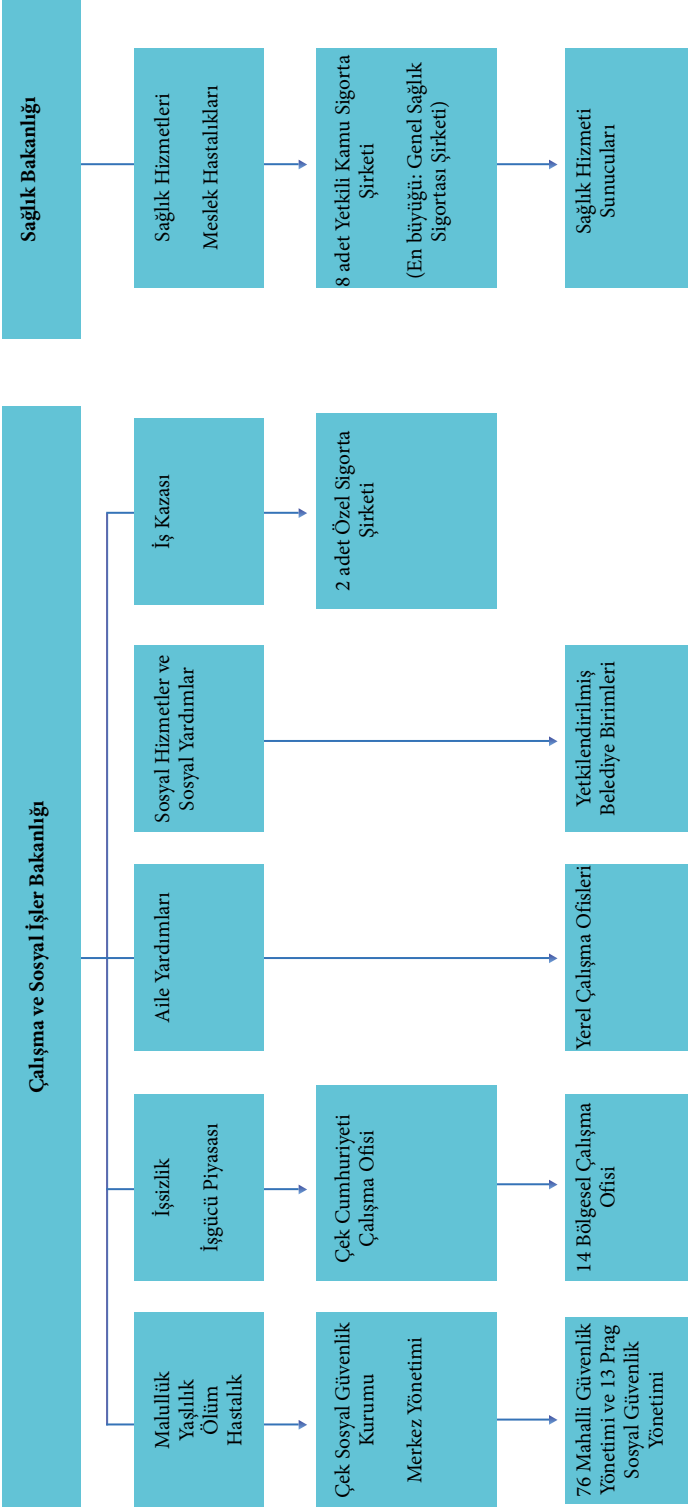 Çalışma ve Sosyal İşler Bakanlığı
Sağlık Bakanlığı
Malullük
Yaşlılık
Ölüm
Hastalık
İşsizlik
İşgücü Piyasası
Aile Yardımları
Sosyal Hizmetler ve
Sosyal Yardımlar
İş Kazası
Sağlık Hizmetleri
Meslek Hastalıkları
Çek Sosyal Güvenlik
Kurumu
Merkez Yönetimi
Çek Cumhuriyeti
Çalışma Ofisi
2 adet Özel Sigorta
Şirketi
8 adet Yetkili Kamu Sigorta
Şirketi
(En büyüğü: Genel Sağlık
Sigortası Şirketi)
76 Mahalli Güvenlik
Yönetimi ve 13 Prag
Sosyal Güvenlik
Yönetimi
14 Bölgesel Çalışma
Ofisi
Yerel Çalışma Ofisleri
Yetkilendirilmiş
Belediye Birimleri
Sağlık Hizmeti
Sunucuları